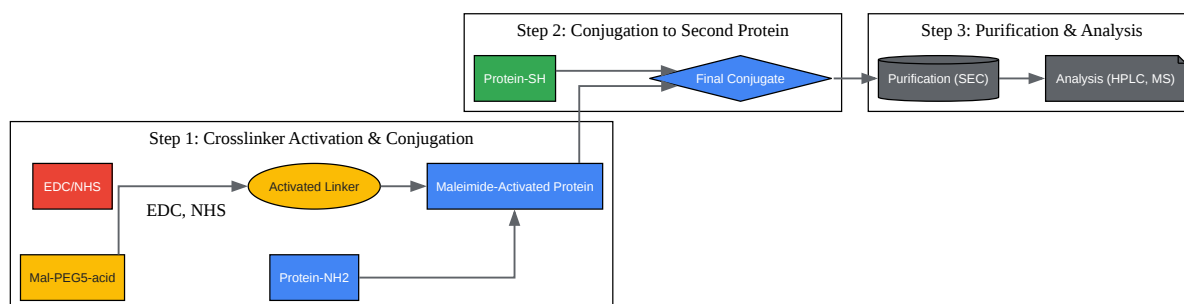 Step 2: Conjugation to Second Protein
Step 3: Purification & Analysis
Protein-SH
Final Conjugate
Purification (SEC)
Analysis (HPLC, MS)
Step 1: Crosslinker Activation & Conjugation
EDC/NHS
Activated Linker
Maleimide-Activated Protein
EDC, NHS
Mal-PEG5-acid
Protein-NH2